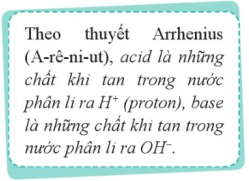 Theo thuyết Arrhenius
(A-rê-ni-ut), acid là những
chất khi tan trong nước
phân li ra H⁺ (proton), base
là những chất khi tan trong
nước phân li ra OH⁻.